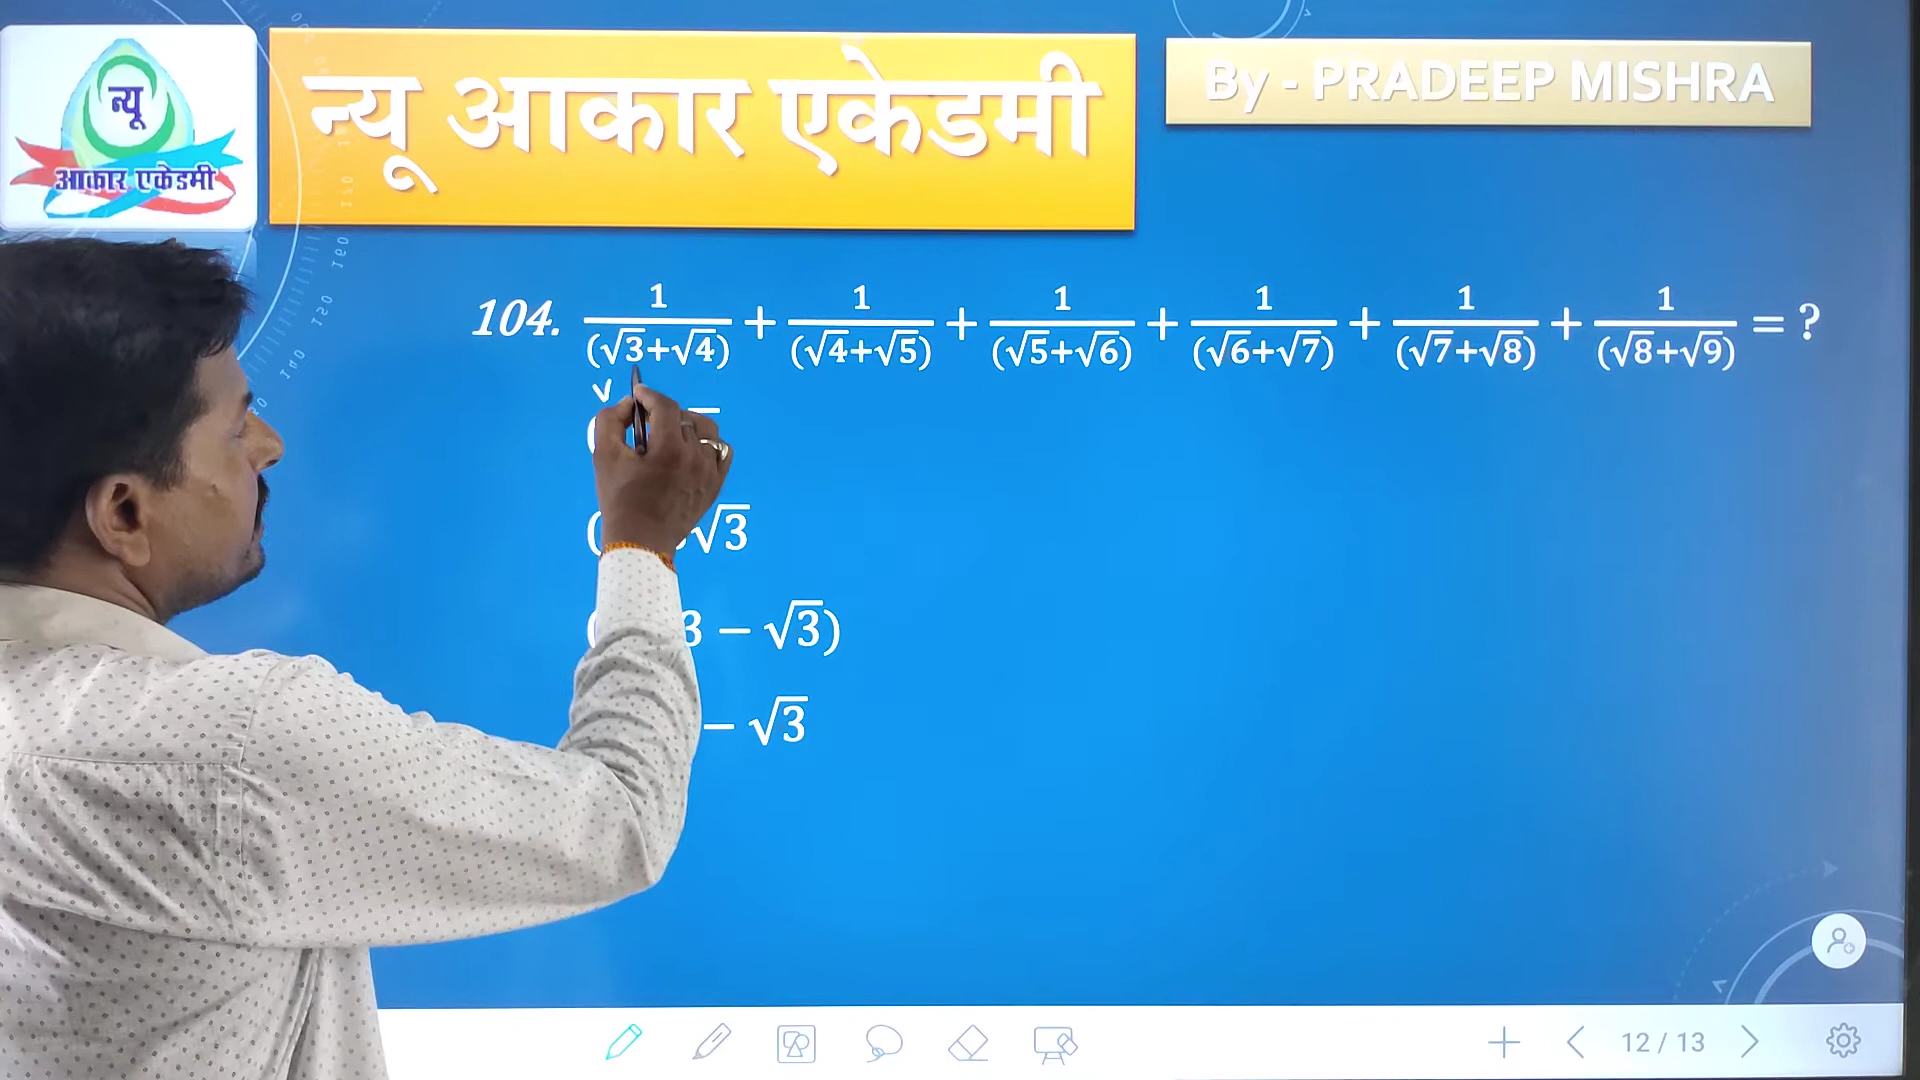 न्यू
आकार एकेडमी
न्यू आकार एकेडमी
By - PRADEEP MISHRA
104. 1/(√3+√4) + 1/(√4+√5) + 1/(√5+√6) + 1/(√6+√7) + 1/(√7+√8) + 1/(√8+√9) = ?
√3
3 − √3)
− √3
12 / 13